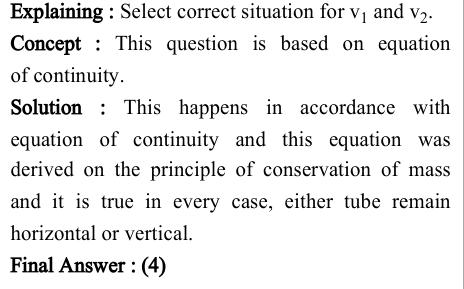 Explaining : Select correct situation for v₁ and v₂.
Concept : This question is based on equation
of continuity.
Solution : This happens in accordance with
equation of continuity and this equation was
derived on the principle of conservation of mass
and it is true in every case, either tube remain
horizontal or vertical.
Final Answer : (4)